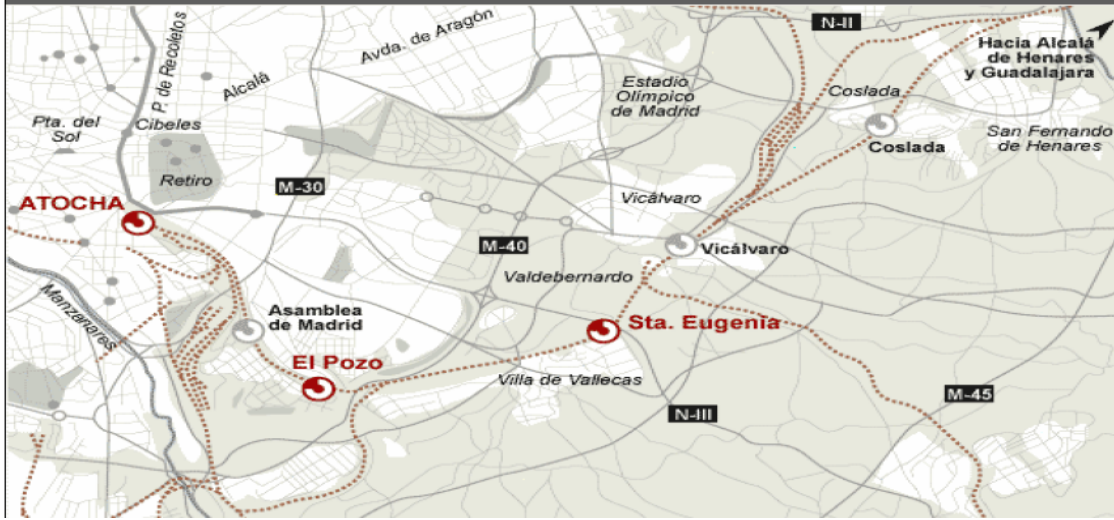 P. de Recoletos
Avda. de Aragón
Alcalá
N-II
Hacia Alcalá
de Henares
y Guadalajara
Estadio
Olímpico
de Madrid
Coslada
Pta. del
Sol
Cibeles
Coslada
San Fernando
de Henares
Retiro
M-30
Vicálvaro
ATOCHA
M-40
Vicálvaro
Valdebernardo
Manzanares
Asamblea
de Madrid
Sta. Eugenia
El Pozo
Villa de Vallecas
M-45
N-III